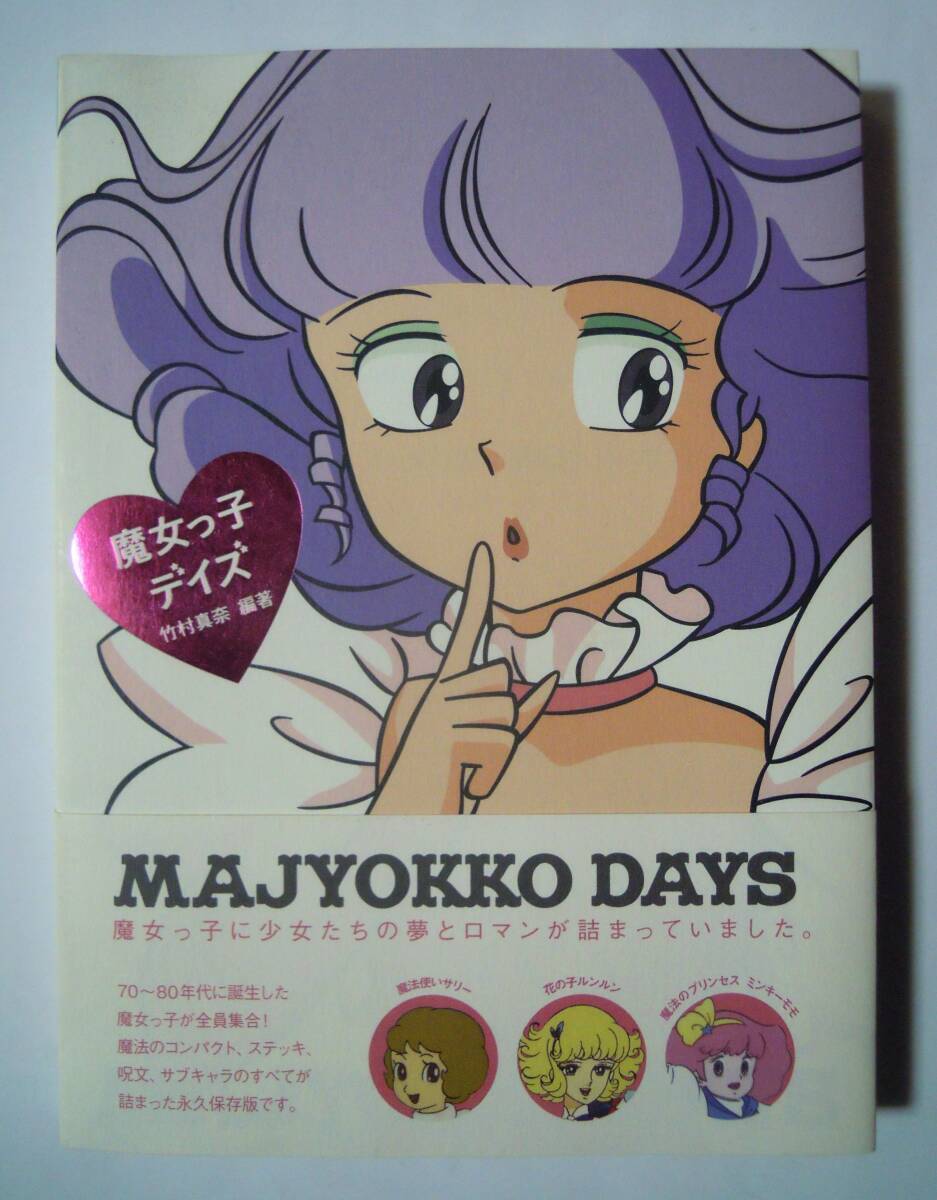 魔女っ子
デイズ
竹村真奈 編著
MAJYOKKO DAYS
魔女っ子に少女たちの夢とロマンが詰まっていました。
70〜80年代に誕生した
魔女っ子が全員集合!
魔法のコンパクト、ステッキ、
呪文、サブキャラのすべてが
詰まった永久保存版です。
魔法使いサリー
花の子ルンルン
魔法のプリンセス ミンキーモモ